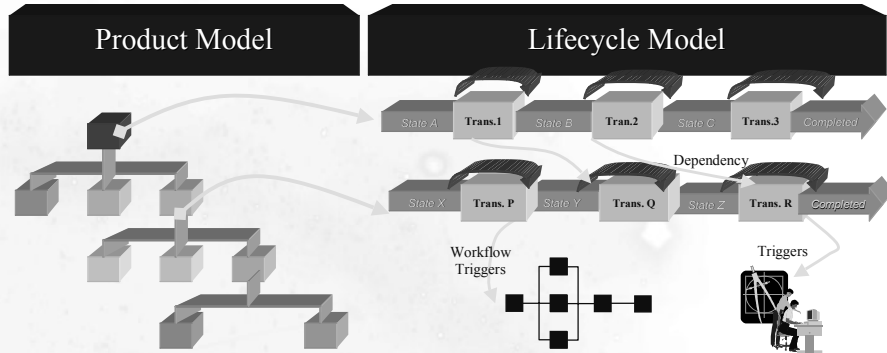 Product Model
Lifecycle Model
State A
Trans.1
State B
Tran.2
State C
Trans.3
Completed
Dependency
State X
Trans. P
State Y
Trans. Q
State Z
Trans. R
Completed
Workflow
Triggers
Triggers